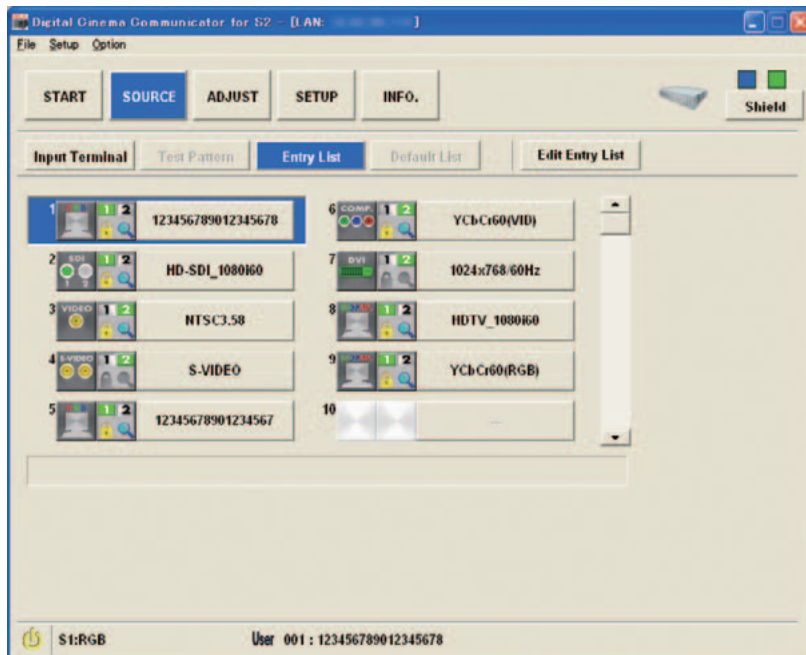 Digital Cinema Communicator for S2 - [LAN: ]
File Setup Option
START SOURCE ADJUST SETUP INFO. Shield
Input Terminal Test Pattern Entry List Default List Edit Entry List
1 1 2 123456789012345678
6 COMP. 1 2 YCbCr60(VID)
2 SDI 1 2 1 2 HD-SDI_1080i60
7 DVI 1 2 1024x768/60Hz
3 VIDEO 1 2 NTSC3.58
8 1 2 HDTV_1080i60
4 S-VIDEO 1 2 S-VIDEO
9 1 2 YCbCr60(RGB)
5 1 2 12345678901234567
10 ---
S1:RGB User 001 : 123456789012345678